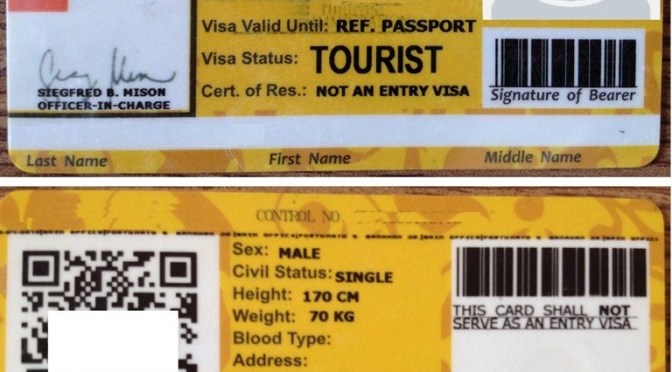 Visa Valid Until: REF. PASSPORT
Visa Status: TOURIST
Cert. of Res.: NOT AN ENTRY VISA
SIEGFRED B. MISON
OFFICER-IN-CHARGE
Signature of Bearer
Last Name First Name Middle Name
CONTROL NO.
Sex: MALE
Civil Status: SINGLE
Height: 170 CM
Weight: 70 KG
Blood Type:
Address:
THIS CARD SHALL NOT
SERVE AS AN ENTRY VISA